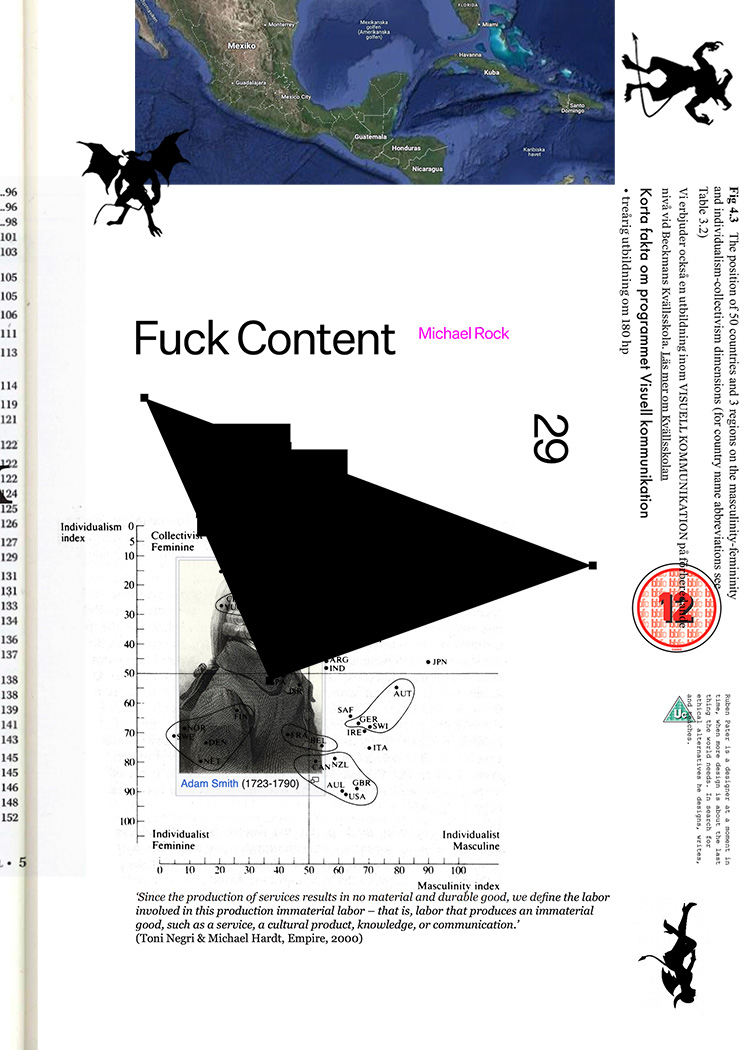 FLORIDA
Monterrey
Mexikanska
golfen
(Amerikanska
golfen)
Miami
Mexiko
Havanna
Kuba
Guadalajara
Mexico City
Santo
Domingo
Guatemala
Honduras
Karibiska
havet
Nicaragua
..96
..96
..98
101
103
105
105
106
111
113
114
119
121
122
122
122
124
125
126
127
129
131
131
133
134
136
137
138
138
139
141
143
145
145
146
148
152
• 5
Fig 4.3 The position of 50 countries and 3 regions on the masculinity-femininity
and individualism-collectivism dimensions (for country name abbreviations see
Table 3.2)
Vi erbjuder också en utbildning inom VISUELL KOMMUNIKATION på förberedande
nivå vid Beckmans Kvällsskola. Läs mer om Kvällsskolan
Korta fakta om programmet Visuell kommunikation
• treårig utbildning om 180 hp
Fuck Content
Michael Rock
29
Individualism
index
Collectivist
Feminine
0
5
10
20
30
40
50
60
70
80
90
100
ARG
IND
JPN
AUT
SAF
GER
SWI
IRE
ITA
FIN
NOR
SWE
DEN
NET
FRA
BEL
CAN
NZL
AUL
GBR
USA
Adam Smith (1723-1790)
Individualist
Feminine
Individualist
Masculine
0 10 20 30 40 50 60 70 80 100
Masculinity index
12
Uc
Ruben Pater is a designer at a moment in
time, when more design is about the last
thing the world needs. In search for
ethical alternatives he designs, writes,
and teaches.
‘Since the production of services results in no material and durable good, we define the labor
involved in this production immaterial labor – that is, labor that produces an immaterial
good, such as a service, a cultural product, knowledge, or communication.’
(Toni Negri & Michael Hardt, Empire, 2000)